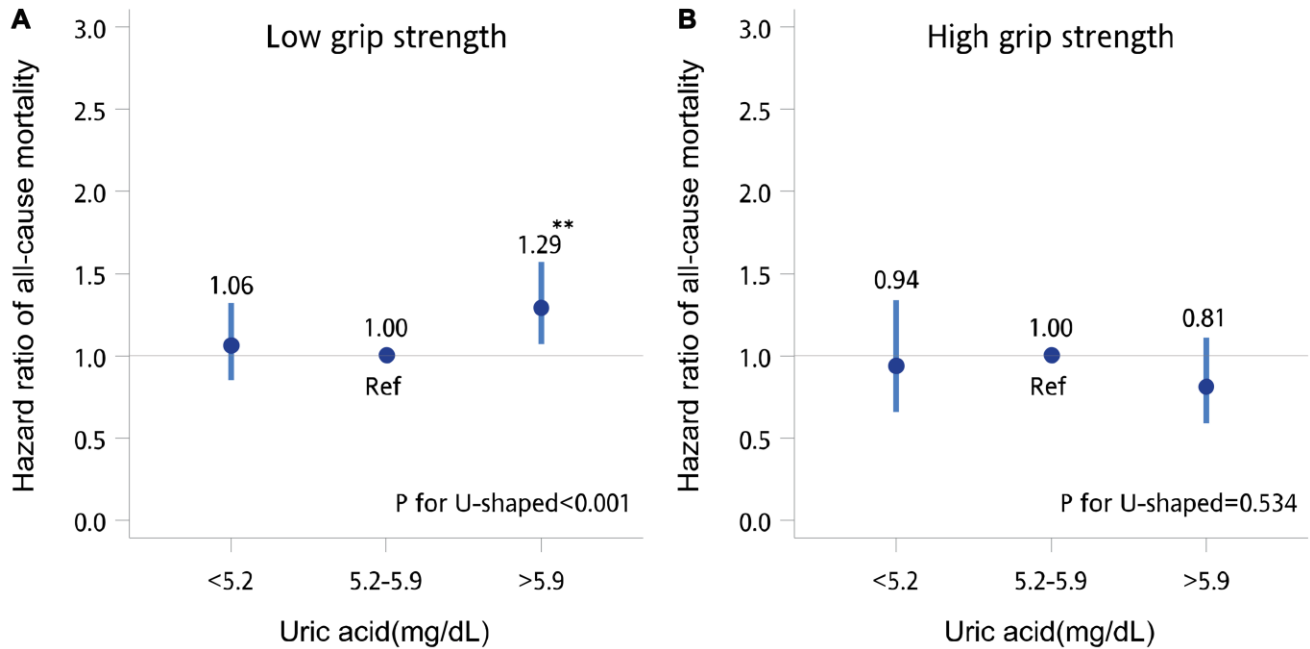 A
Low grip strength
Hazard ratio of all-cause mortality
3.0
2.5
2.0
1.5
1.0
0.5
0.0
1.06
1.00
Ref
1.29**
P for U-shaped<0.001
<5.2
5.2-5.9
>5.9
Uric acid(mg/dL)
B
High grip strength
Hazard ratio of all-cause mortality
3.0
2.5
2.0
1.5
1.0
0.5
0.0
0.94
1.00
Ref
0.81
P for U-shaped=0.534
<5.2
5.2-5.9
>5.9
Uric acid(mg/dL)